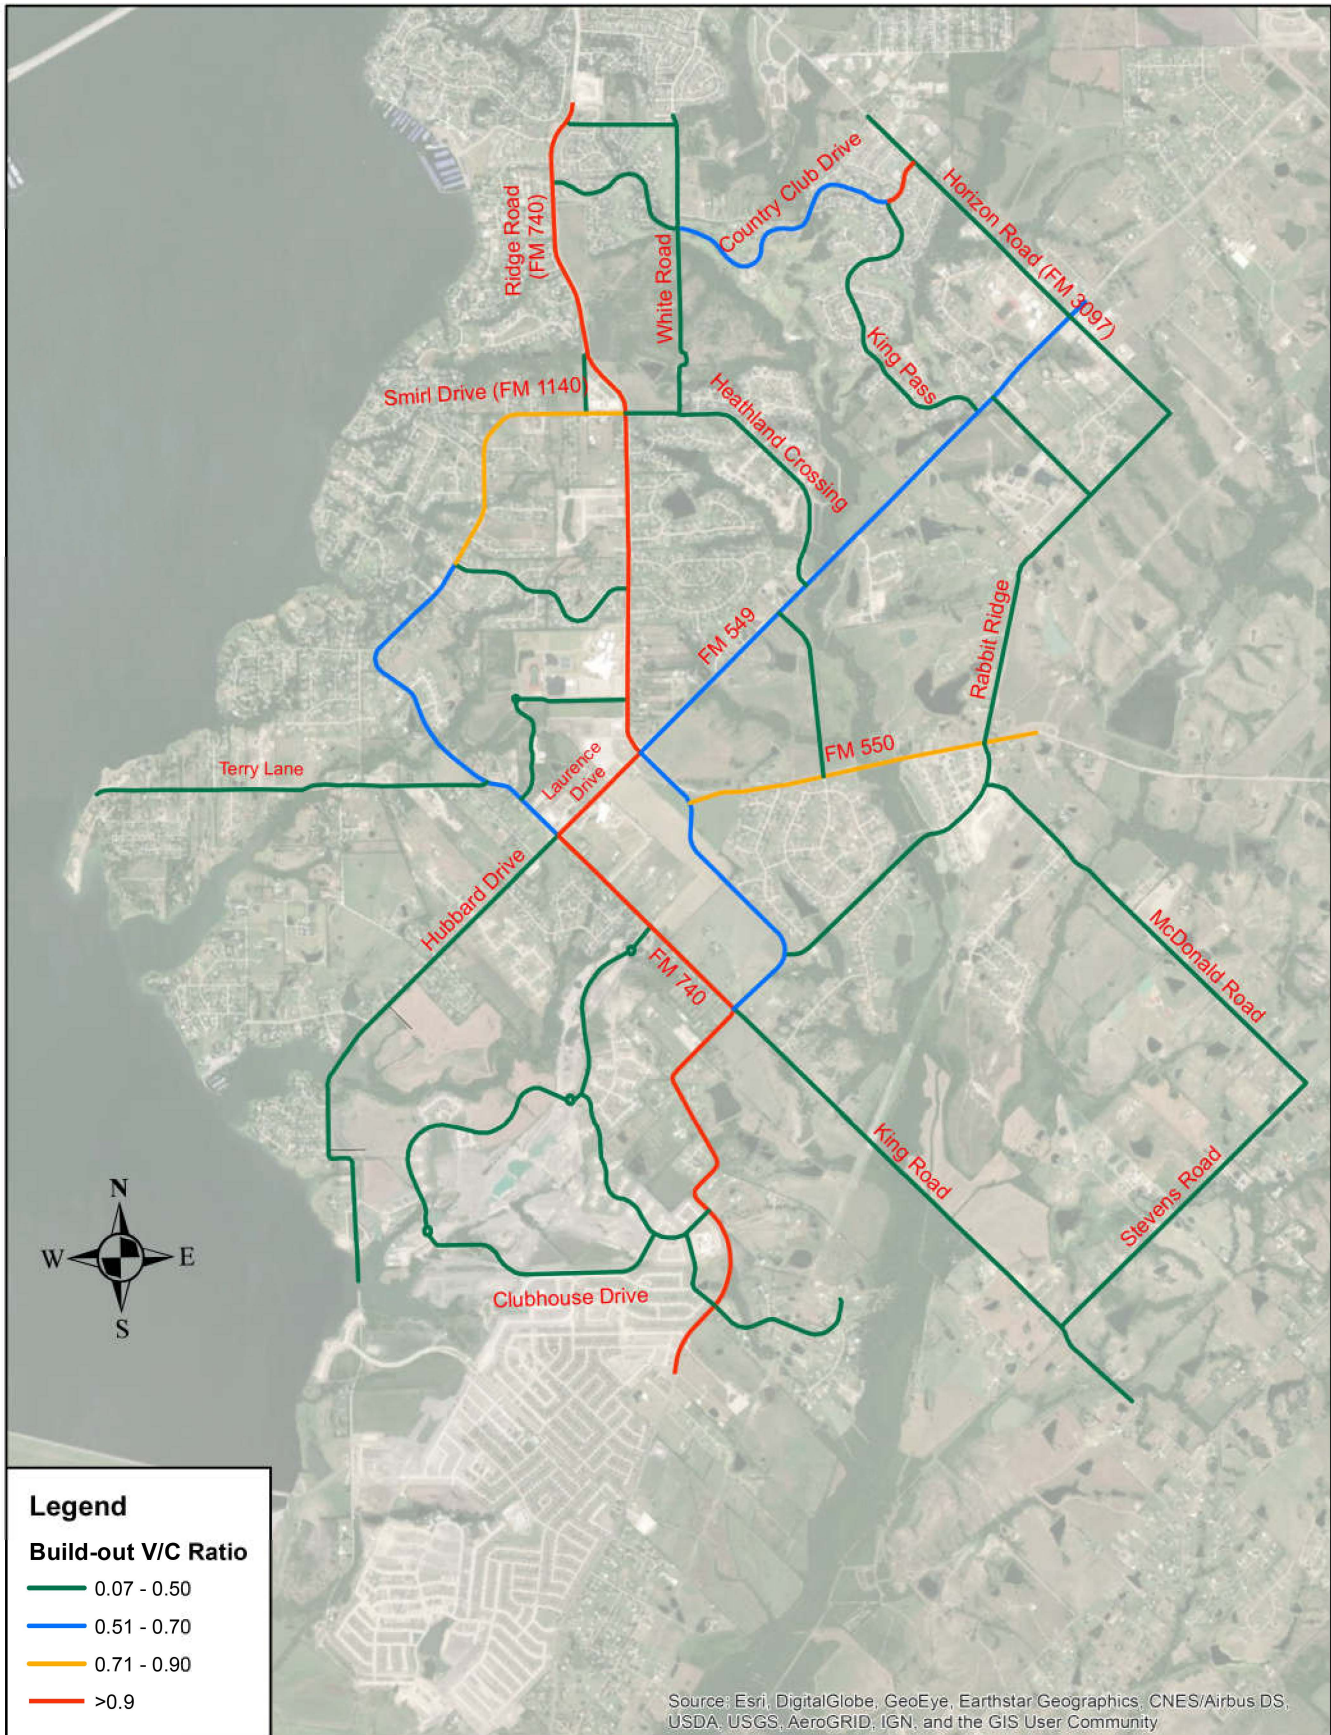 Country Club Drive
Horizon Road (FM 3097)
Ridge Road
(FM 740)
White Road
King Pass
Smirl Drive (FM 1140)
Heathland Crossing
Rabbit Ridge
FM 549
FM 550
Terry Lane
Laurence
Drive
Hubbard Drive
FM 740
McDonald Road
King Road
Stevens Road
N
W
E
S
Clubhouse Drive
Legend
Build-out V/C Ratio
0.07 - 0.50
0.51 - 0.70
0.71 - 0.90
>0.9
Source: Esri, DigitalGlobe, GeoEye, Earthstar Geographics, CNES/Airbus DS,
USDA, USGS, AeroGRID, IGN, and the GIS User Community